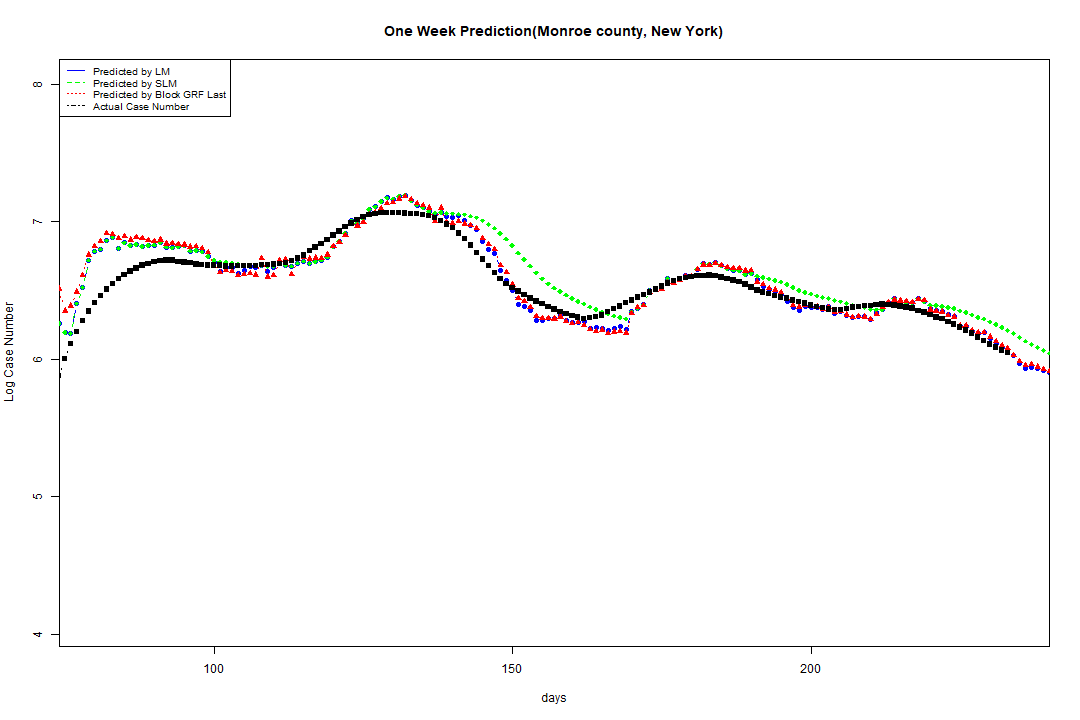 One Week Prediction(Monroe county, New York)
Predicted by LM
Predicted by SLM
Predicted by Block GRF Last
Actual Case Number
8
7
6
5
4
Log Case Number
100 150 200
days